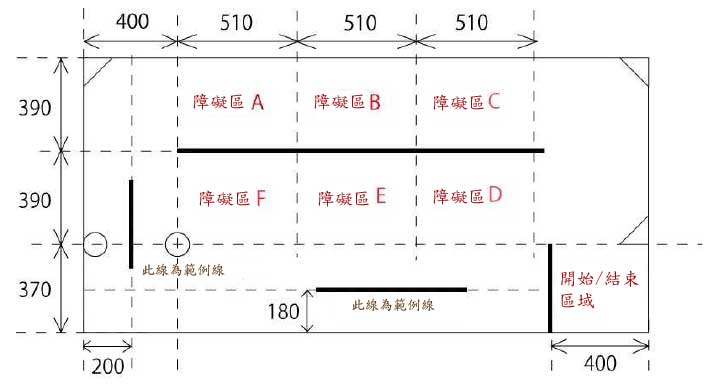 400 510 510 510
390
障礙區 A 障礙區 B 障礙區 C
390
障礙區 F 障礙區 E 障礙區 D
此線為範例線
370
開始/結束
區域
180
此線為範例線
200
400